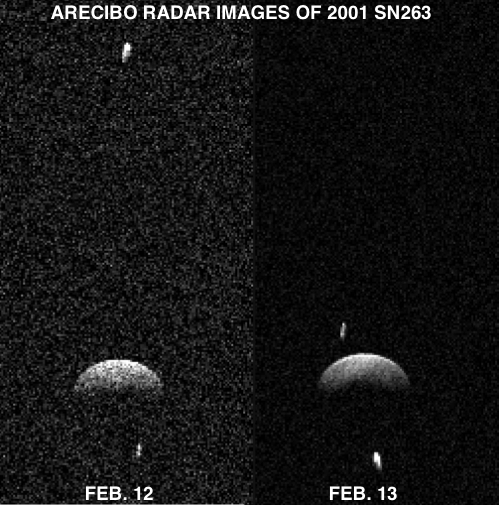 ARECIBO RADAR IMAGES OF 2001 SN263
FEB. 12
FEB. 13